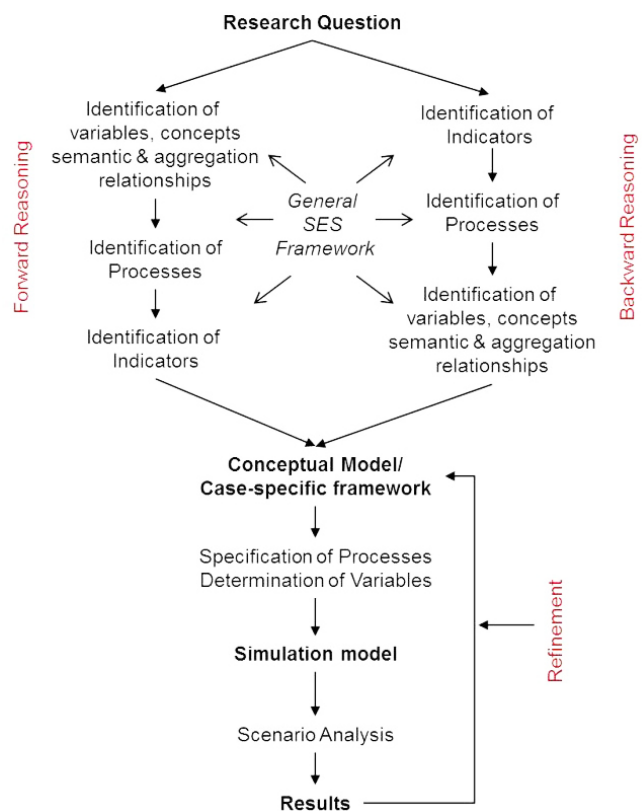 Research Question
Forward Reasoning
Identification of
variables, concepts
semantic & aggregation
relationships
Identification of
Processes
Identification of
Indicators
General
SES
Framework
Identification of
Indicators
Identification of
Processes
Identification of
variables, concepts
semantic & aggregation
relationships
Backward Reasoning
Conceptual Model/
Case-specific framework
Specification of Processes
Determination of Variables
Simulation model
Scenario Analysis
Results
Refinement